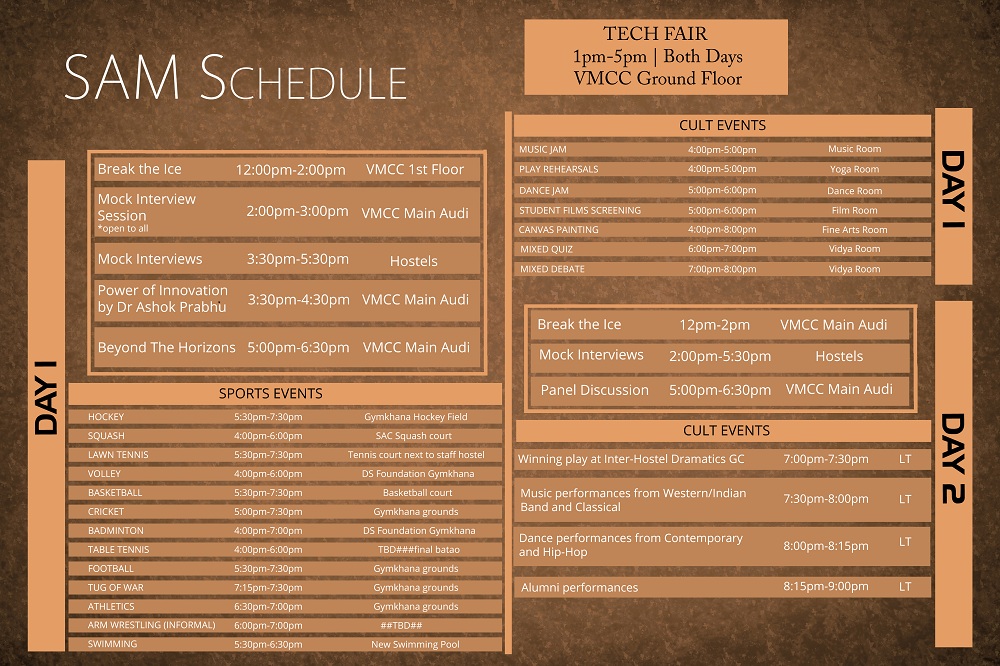 SAM SCHEDULE
TECH FAIR
1pm-5pm | Both Days
VMCC Ground Floor
DAY 1
Break the Ice 12:00pm-2:00pm VMCC 1st Floor
Mock Interview
Session
*open to all
2:00pm-3:00pm VMCC Main Audi
Mock Interviews 3:30pm-5:30pm Hostels
Power of Innovation
by Dr Ashok Prabhu
3:30pm-4:30pm VMCC Main Audi
Beyond The Horizons 5:00pm-6:30pm VMCC Main Audi
SPORTS EVENTS
HOCKEY 5:30pm-7:30pm Gymkhana Hockey Field
SQUASH 4:00pm-6:00pm SAC Squash court
LAWN TENNIS 5:30pm-7:30pm Tennis court next to staff hostel
VOLLEY 4:00pm-6:00pm DS Foundation Gymkhana
BASKETBALL 5:30pm-7:30pm Basketball court
CRICKET 5:00pm-7:30pm Gymkhana grounds
BADMINTON 4:00pm-7:00pm DS Foundation Gymkhana
TABLE TENNIS 4:00pm-6:00pm TBD###final batao
FOOTBALL 5:30pm-7:30pm Gymkhana grounds
TUG OF WAR 7:15pm-7:30pm Gymkhana grounds
ATHLETICS 6:30pm-7:00pm Gymkhana grounds
ARM WRESTLING (INFORMAL) 6:00pm-7:00pm ##TBD##
SWIMMING 5:30pm-6:30pm New Swimming Pool
DAY 1
CULT EVENTS
MUSIC JAM 4:00pm-5:00pm Music Room
PLAY REHEARSALS 4:00pm-5:00pm Yoga Room
DANCE JAM 5:00pm-6:00pm Dance Room
STUDENT FILMS SCREENING 5:00pm-6:00pm Film Room
CANVAS PAINTING 4:00pm-8:00pm Fine Arts Room
MIXED QUIZ 6:00pm-7:00pm Vidya Room
MIXED DEBATE 7:00pm-8:00pm Vidya Room
DAY 2
Break the Ice 12pm-2pm VMCC Main Audi
Mock Interviews 2:00pm-5:30pm Hostels
Panel Discussion 5:00pm-6:30pm VMCC Main Audi
CULT EVENTS
Winning play at Inter-Hostel Dramatics GC 7:00pm-7:30pm LT
Music performances from Western/Indian
Band and Classical
7:30pm-8:00pm LT
Dance performances from Contemporary
and Hip-Hop
8:00pm-8:15pm LT
Alumni performances 8:15pm-9:00pm LT